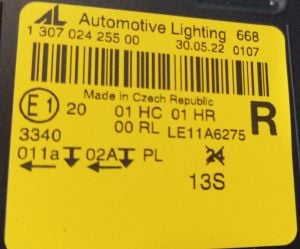 AL Automotive Lighting 668
1 307 024 255 00 30.05.22 0107
Made in Czech Republic
E1 20 01 HC 01 HR R
00 RL LE11A6275
3340
011a 02A PL 24
13S